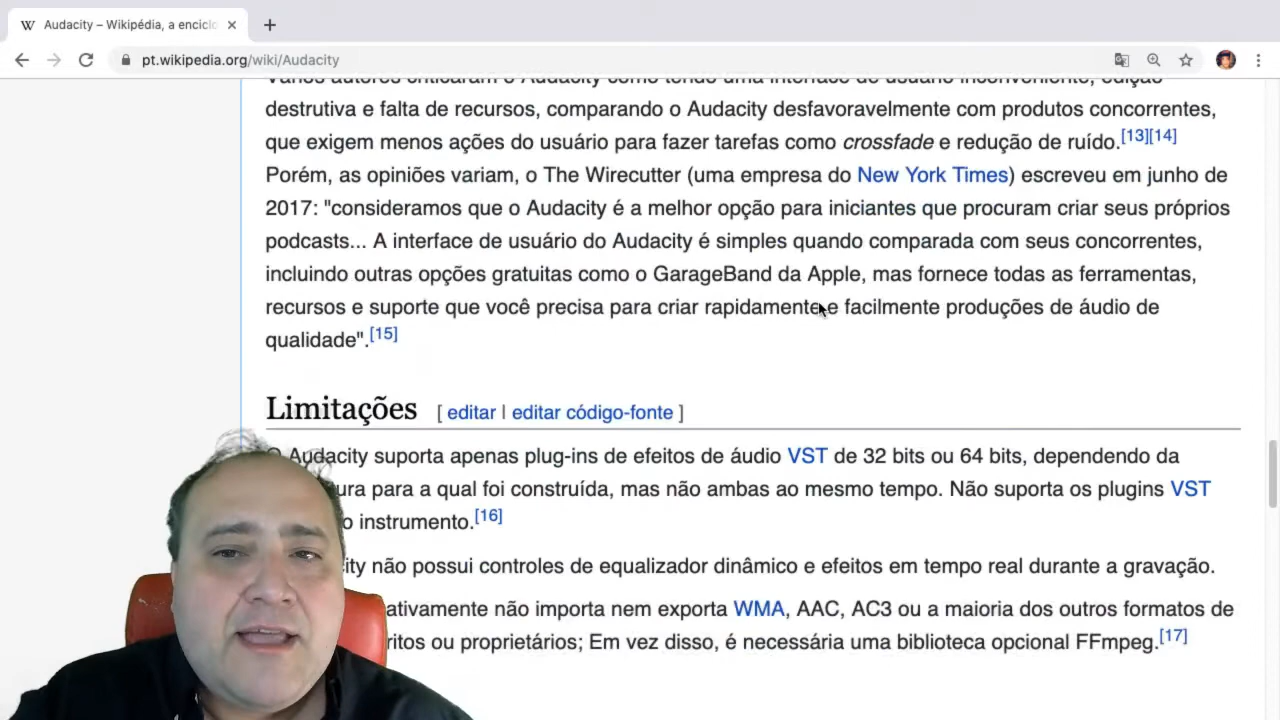 Audacity – Wikipédia, a enciclo
pt.wikipedia.org/wiki/Audacity
Vários autores criticaram o Audacity como tendo uma interface de usuário inconveniente, edição
destrutiva e falta de recursos, comparando o Audacity desfavoravelmente com produtos concorrentes,
que exigem menos ações do usuário para fazer tarefas como crossfade e redução de ruído.[13][14]
Porém, as opiniões variam, o The Wirecutter (uma empresa do New York Times) escreveu em junho de
2017: "consideramos que o Audacity é a melhor opção para iniciantes que procuram criar seus próprios
podcasts... A interface de usuário do Audacity é simples quando comparada com seus concorrentes,
incluindo outras opções gratuitas como o GarageBand da Apple, mas fornece todas as ferramentas,
recursos e suporte que você precisa para criar rapidamente e facilmente produções de áudio de
qualidade".[15]
Limitações [ editar | editar código-fonte ]
O Audacity suporta apenas plug-ins de efeitos de áudio VST de 32 bits ou 64 bits, dependendo da
ura para a qual foi construída, mas não ambas ao mesmo tempo. Não suporta os plugins VST
o instrumento.[16]
ity não possui controles de equalizador dinâmico e efeitos em tempo real durante a gravação.
ativamente não importa nem exporta WMA, AAC, AC3 ou a maioria dos outros formatos de
ritos ou proprietários; Em vez disso, é necessária uma biblioteca opcional FFmpeg.[17]